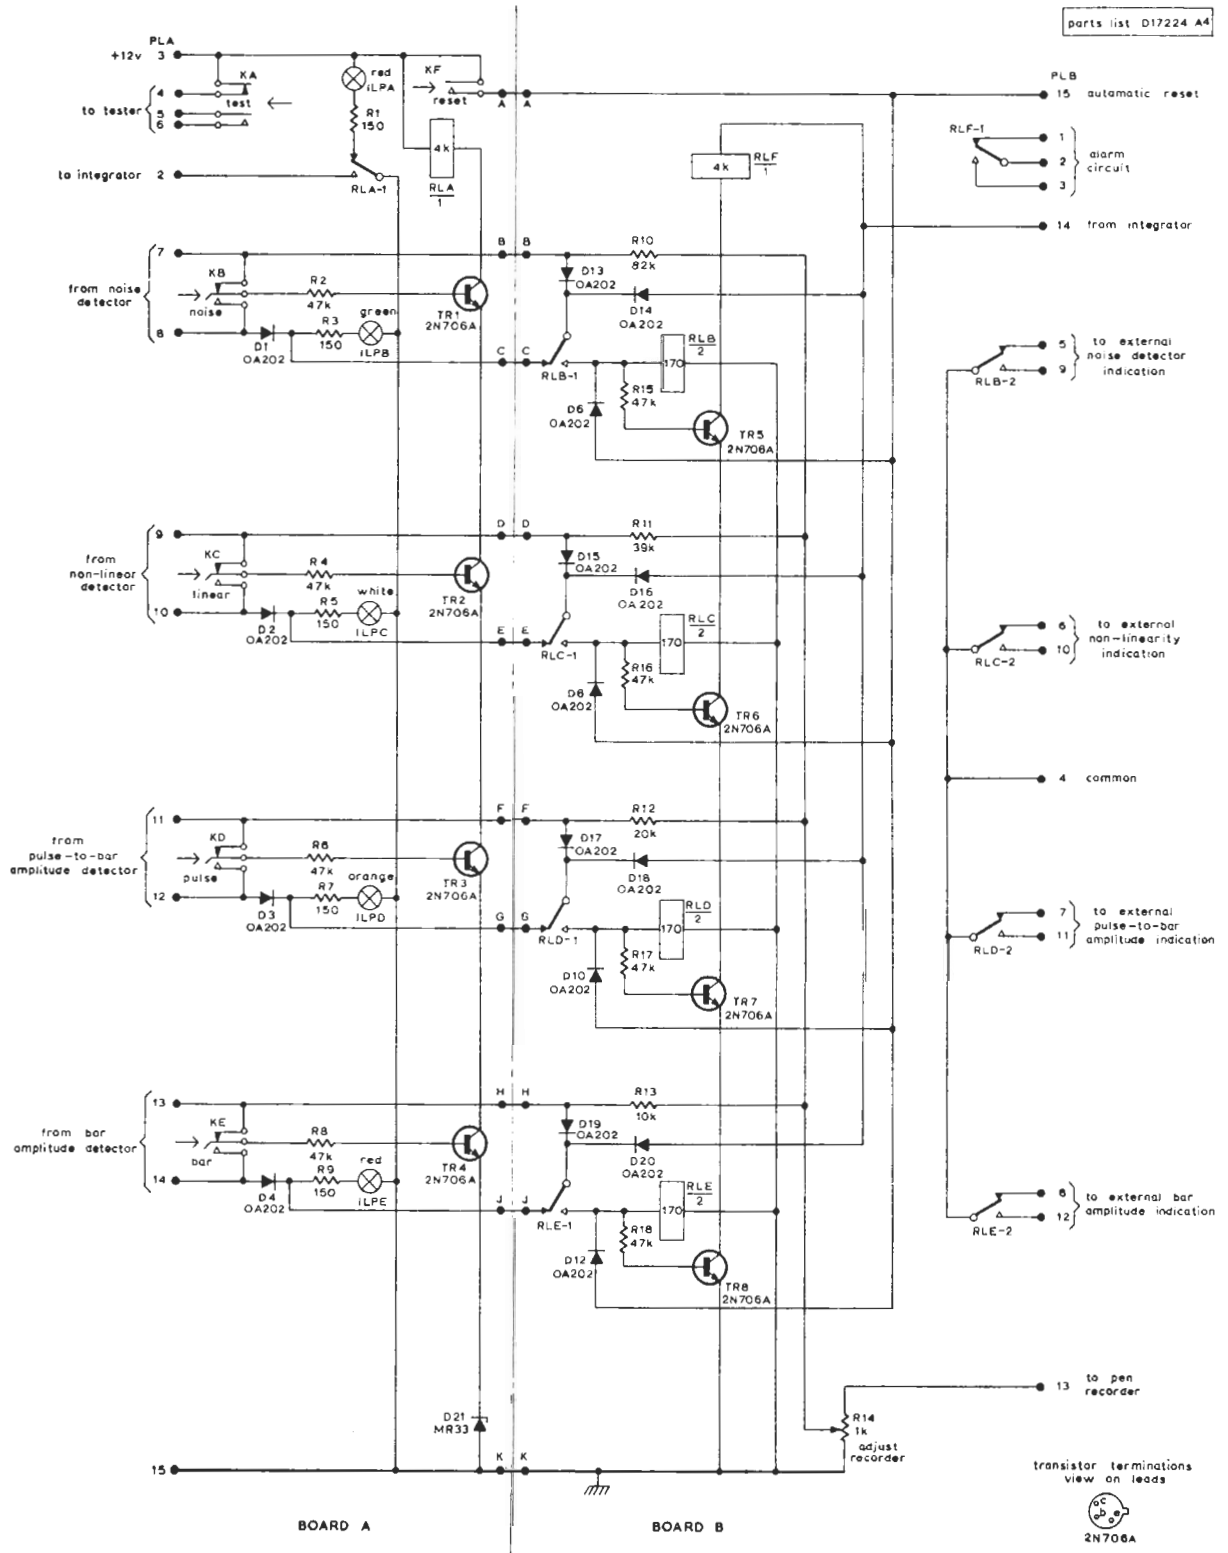 parts list D17224 A4
PLA
+12v 3
4
to tester
5
6
KA
test
red
ILPA
R1
150
KF
reset
A A
4k
RLA
1
to integrator 2
RLA-1
PLB
15 automatic reset
RLF-1
1
2
3
alarm
circuit
4k
RLF
1
14 from integrator
7
from noise
detector
8
KB
noise
R2
47k
D1
OA202
R3
150
green
ILPB
TR1
2N706A
B B
C C
D13
OA202
R10
82k
D14
OA202
RLB-1
D6
OA202
R15
47k
170
RLB
2
TR5
2N706A
RLB-2
5
9
to external
noise detector
indication
9
from
non-linear
detector
10
KC
linear
R4
47k
D2
OA202
R5
150
white
ILPC
TR2
2N706A
D D
E E
D15
OA202
R11
39k
D16
OA202
RLC-1
D8
OA202
R16
47k
170
RLC
2
TR6
2N706A
RLC-2
6
10
to external
non-linearity
indication
4 common
11
from
pulse-to-bar
amplitude detector
12
KD
pulse
R6
47k
D3
OA202
R7
150
orange
ILPD
TR3
2N706A
F F
G G
D17
OA202
R12
20k
D18
OA202
RLD-1
D10
OA202
R17
47k
170
RLD
2
TR7
2N706A
RLD-2
7
11
to external
pulse-to-bar
amplitude indication
13
from bar
amplitude detector
14
KE
bar
R8
47k
D4
OA202
R9
150
red
ILPE
TR4
2N706A
H H
J J
D19
OA202
R13
10k
D20
OA202
RLE-1
D12
OA202
R18
47k
170
RLE
2
TR8
2N706A
RLE-2
8
12
to external bar
amplitude indication
13 to pen
recorder
D21
MR33
R14
1k
adjust
recorder
15
K K
BOARD A
BOARD B
transistor terminations
view on leads
c
b
e
2N706A